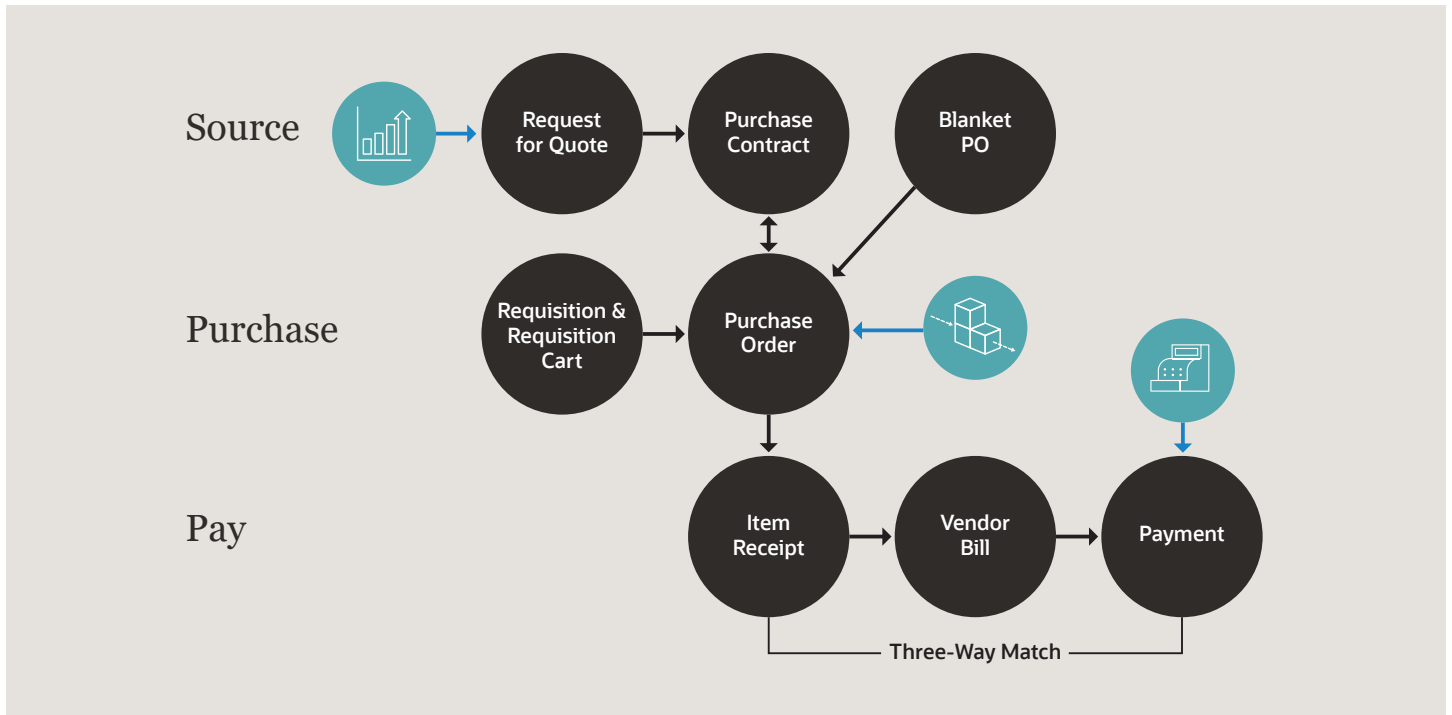 Source
Request
for Quote
Purchase
Contract
Blanket
PO
Purchase
Requisition &
Requisition
Cart
Purchase
Order
Pay
Item
Receipt
Vendor
Bill
Payment
Three-Way Match